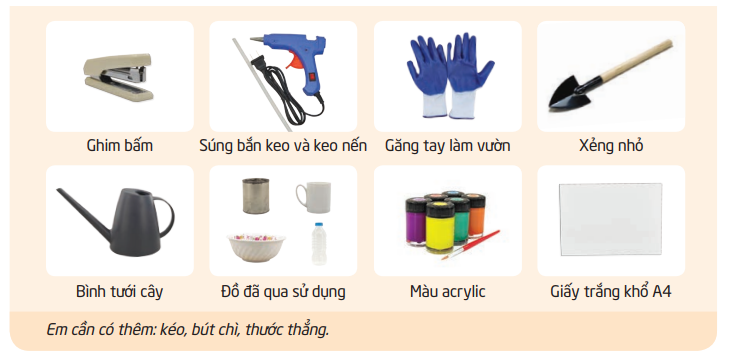 Ghim bấm
Súng bắn keo và keo nến
Găng tay làm vườn
Xẻng nhỏ
Bình tưới cây
Đồ đã qua sử dụng
Màu acrylic
Giấy trắng khổ A4
Em cần có thêm: kéo, bút chì, thước thẳng.